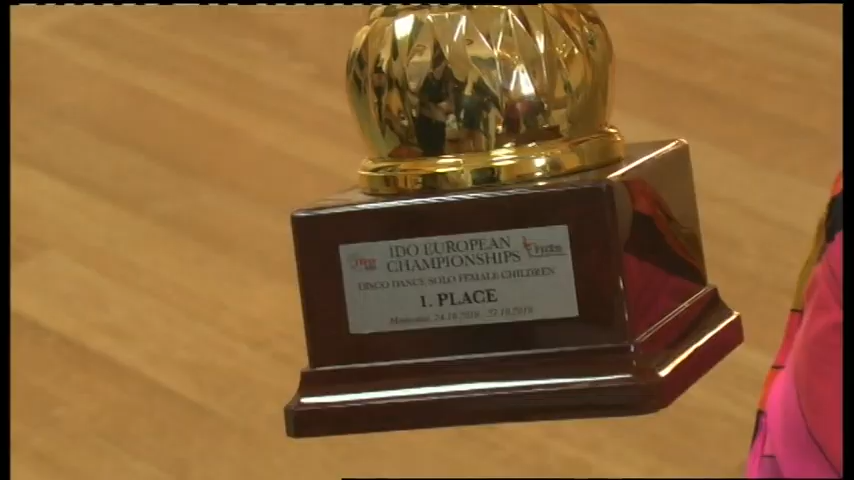 IDO EUROPEAN
CHAMPIONSHIPS
DISCO DANCE SOLO FEMALE CHILDREN
1. PLACE